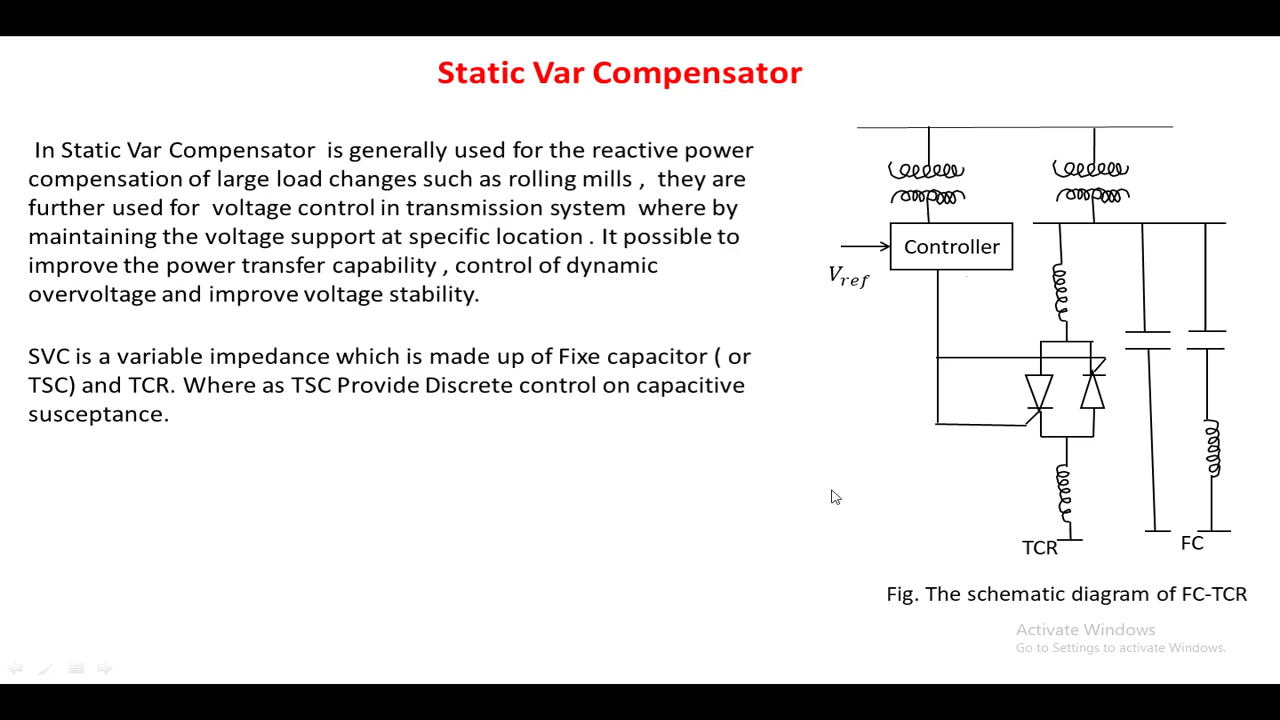 Static Var Compensator
In Static Var Compensator is generally used for the reactive power
compensation of large load changes such as rolling mills , they are
further used for voltage control in transmission system where by
maintaining the voltage support at specific location . It possible to
improve the power transfer capability , control of dynamic
overvoltage and improve voltage stability.
SVC is a variable impedance which is made up of Fixe capacitor ( or
TSC) and TCR. Where as TSC Provide Discrete control on capacitive
susceptance.
Controller
V_ref
TCR
FC
Fig. The schematic diagram of FC-TCR
Activate Windows
Go to Settings to activate Windows.